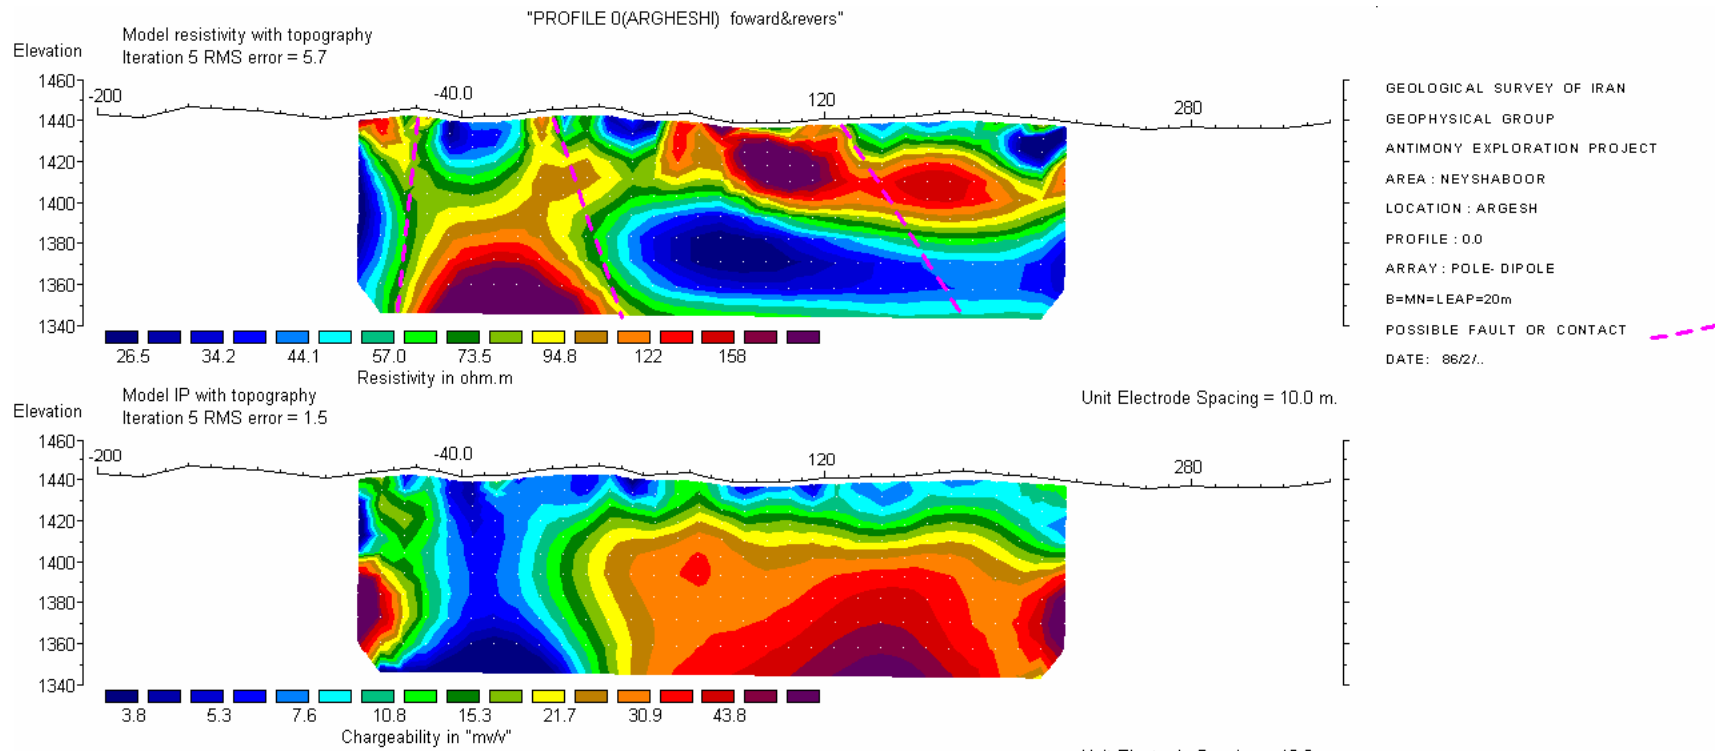 "PROFILE 0(ARGHESHI) foward&revers"
Model resistivity with topography
Elevation
Iteration 5 RMS error = 5.7
1460
-200
-40.0
120
280
1440
1420
1400
1380
1360
1340
26.5 34.2 44.1 57.0 73.5 94.8 122 158
Resistivity in ohm.m
GEOLOGICAL SURVEY OF IRAN
GEOPHYSICAL GROUP
ANTIMONY EXPLORATION PROJECT
AREA : NEYSHABOOR
LOCATION : ARGESH
PROFILE : 0.0
ARRAY : POLE- DIPOLE
B=MN=LEAP=20m
POSSIBLE FAULT OR CONTACT
DATE: 86/2/..
Model IP with topography
Unit Electrode Spacing = 10.0 m.
Elevation
Iteration 5 RMS error = 1.5
1460
-200
-40.0
120
280
1440
1420
1400
1380
1360
1340
3.8 5.3 7.6 10.8 15.3 21.7 30.9 43.8
Chargeability in "mv/v"